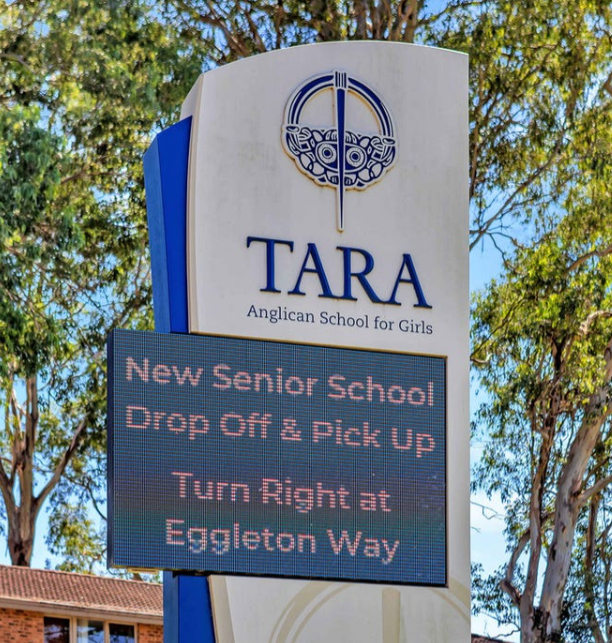 TARA
Anglican School for Girls
New Senior School
Drop Off & Pick Up
Turn Right at
Eggleton Way